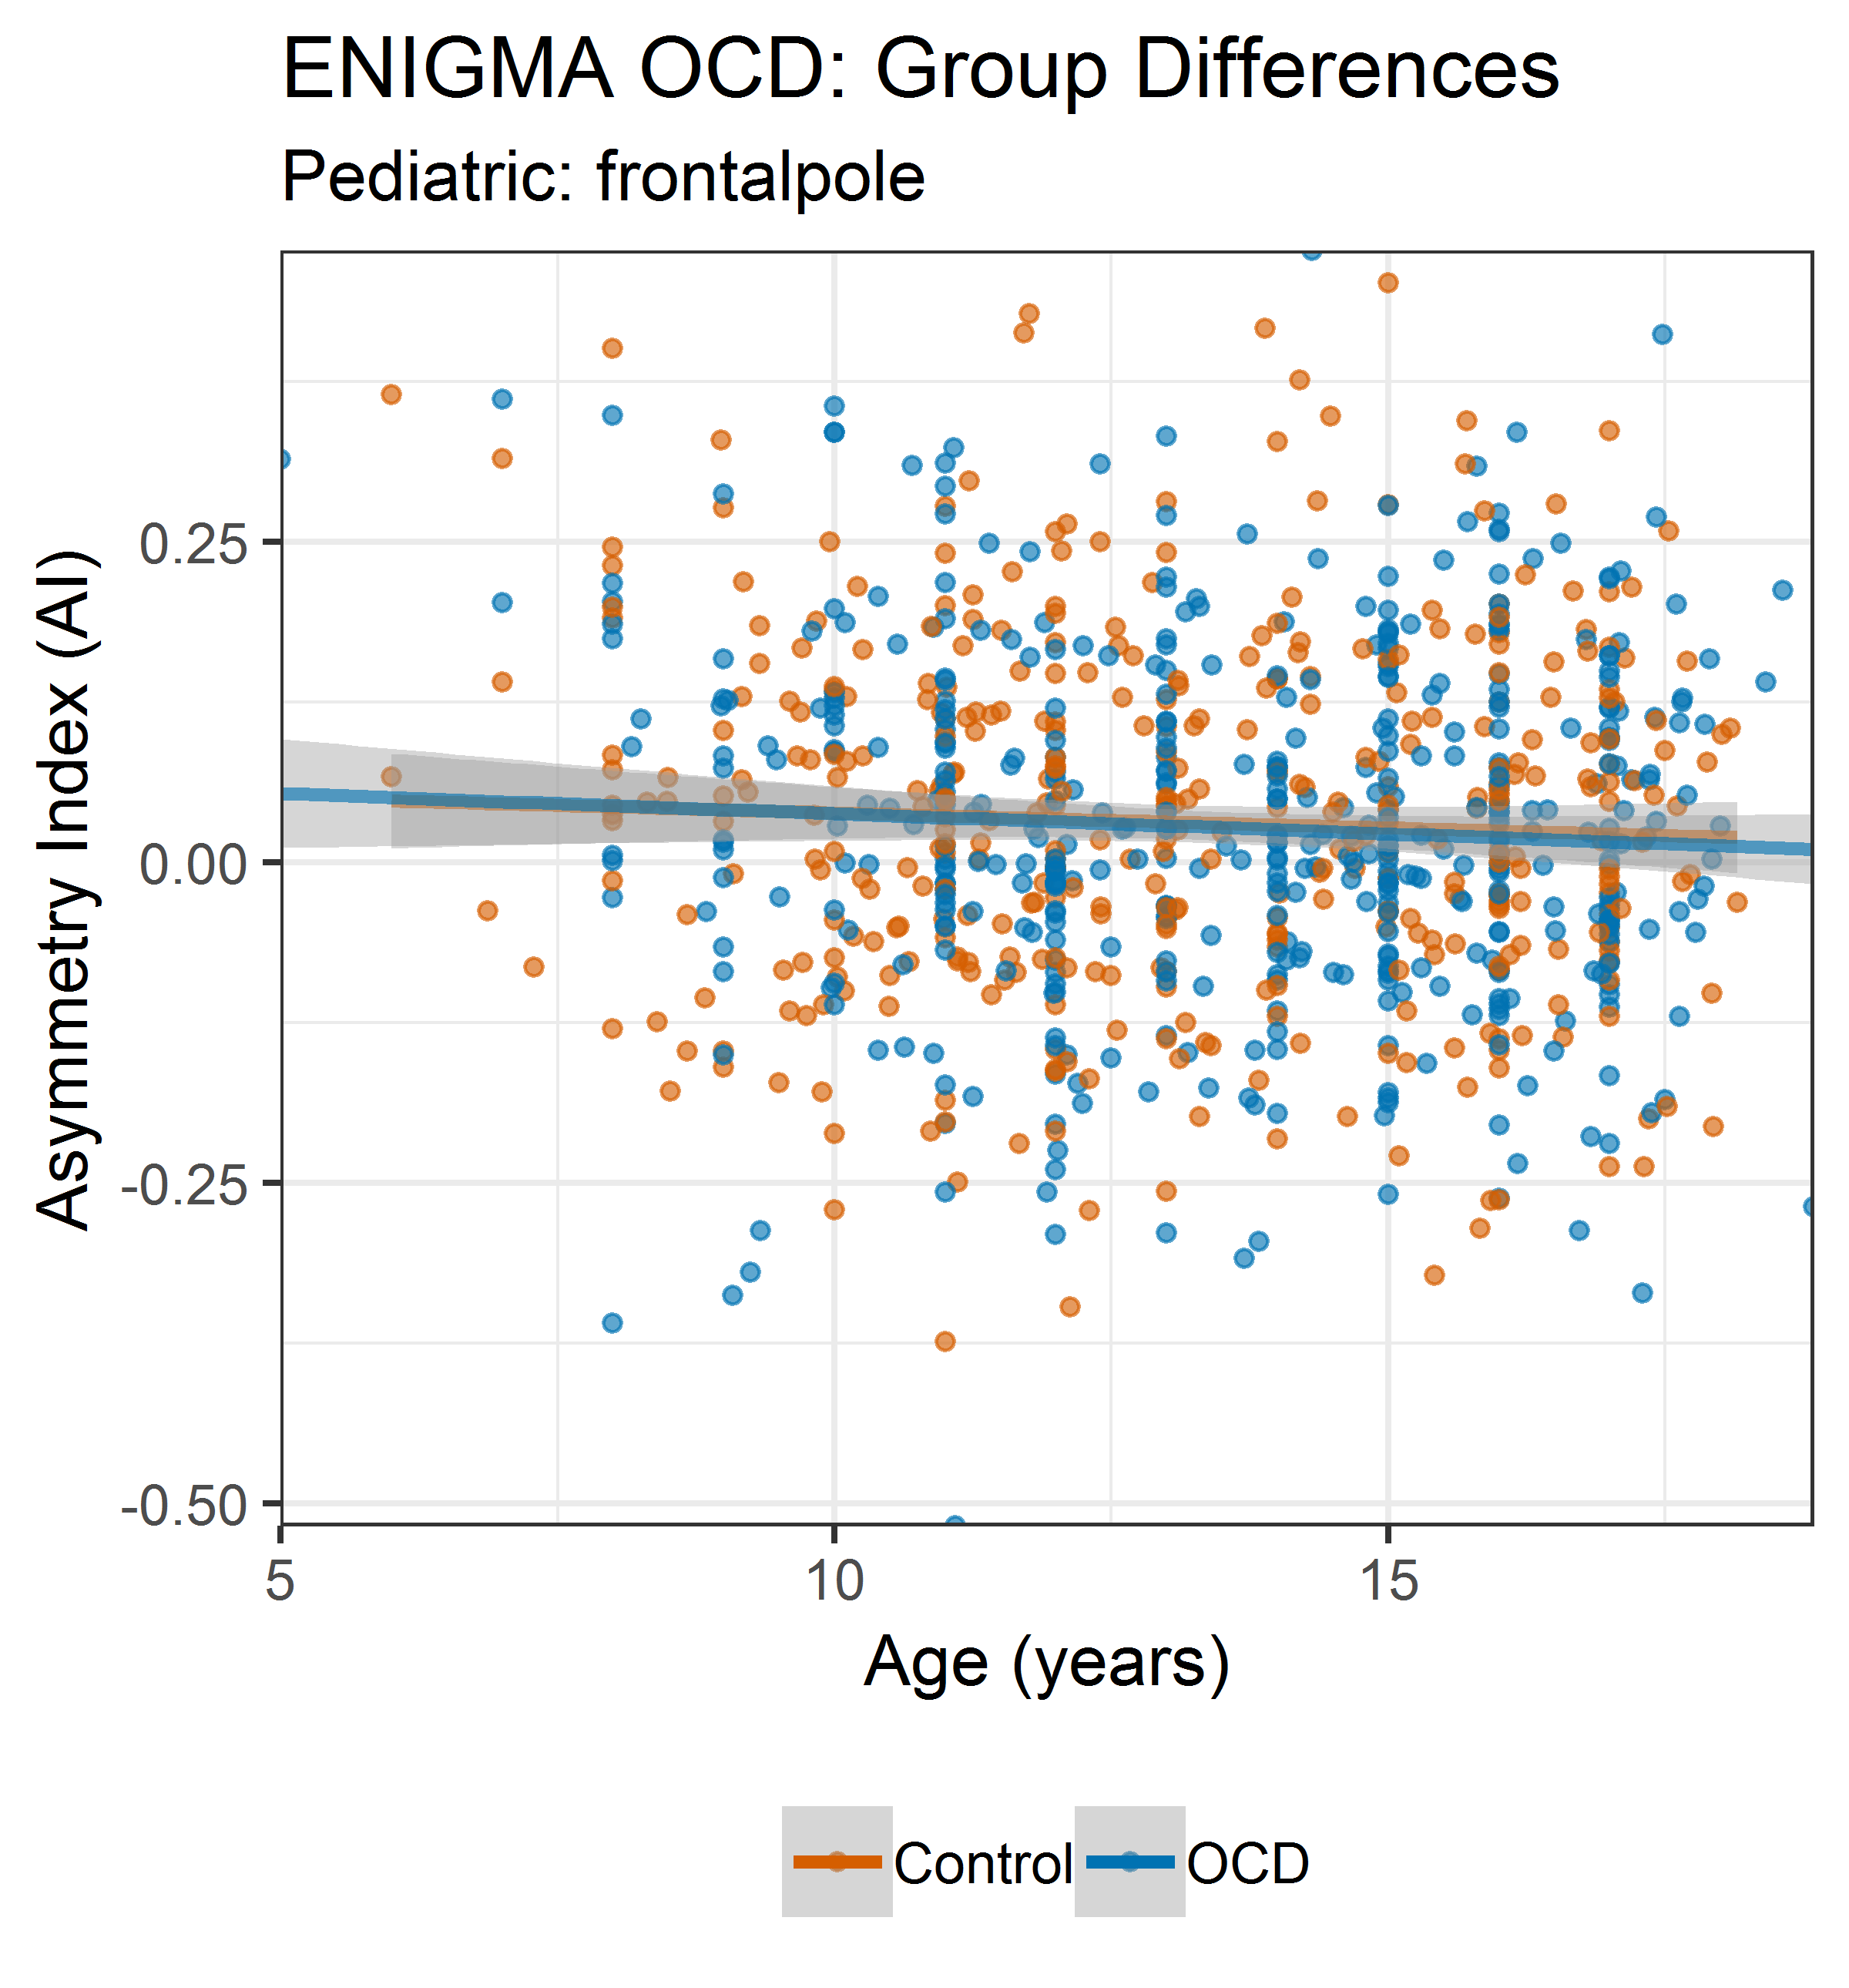 ENIGMA OCD: Group Differences
Pediatric: frontalpole
Asymmetry Index (AI)
0.25
0.00
-0.25
-0.50
5 10 15
Age (years)
Control OCD